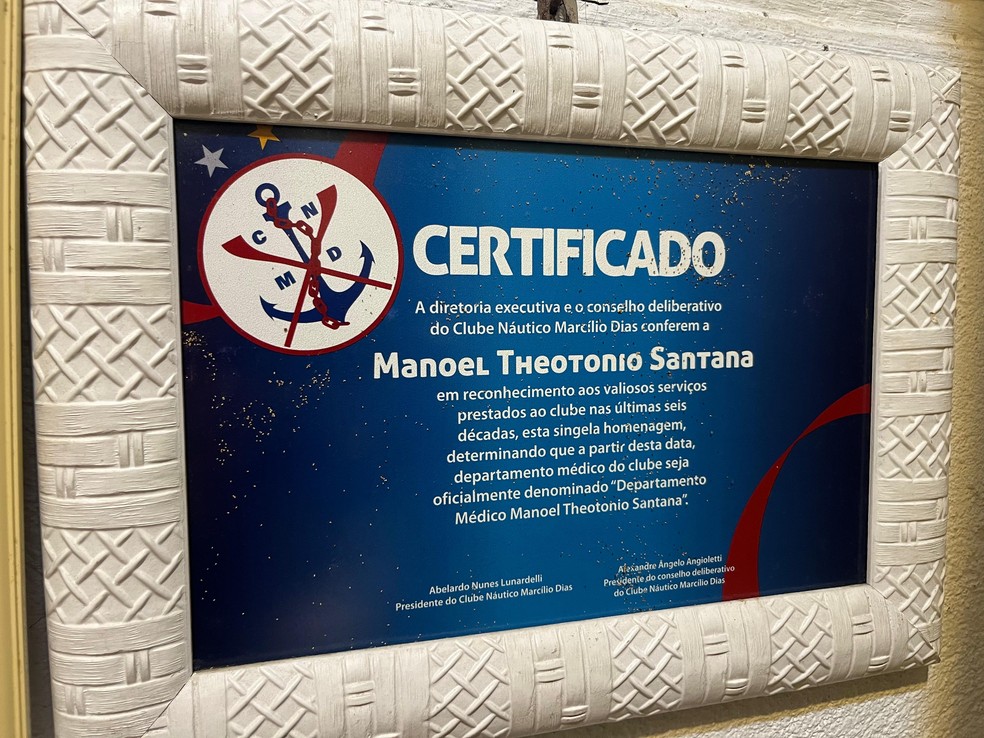 N
C
D
M
CERTIFICADO
A diretoria executiva e o conselho deliberativo
do Clube Náutico Marcílio Dias conferem a
Manoel Theotonio Santana
em reconhecimento aos valiosos serviços
prestados ao clube nas últimas seis
décadas, esta singela homenagem,
determinando que a partir desta data,
departamento médico do clube seja
oficialmente denominado “Departamento
Médico Manoel Theotonio Santana”.
Abelardo Nunes Lunardelli
Presidente do Clube Náutico Marcílio Dias
Alexandre Ângelo Angioletti
Presidente do conselho deliberativo
do Clube Náutico Marcílio Dias